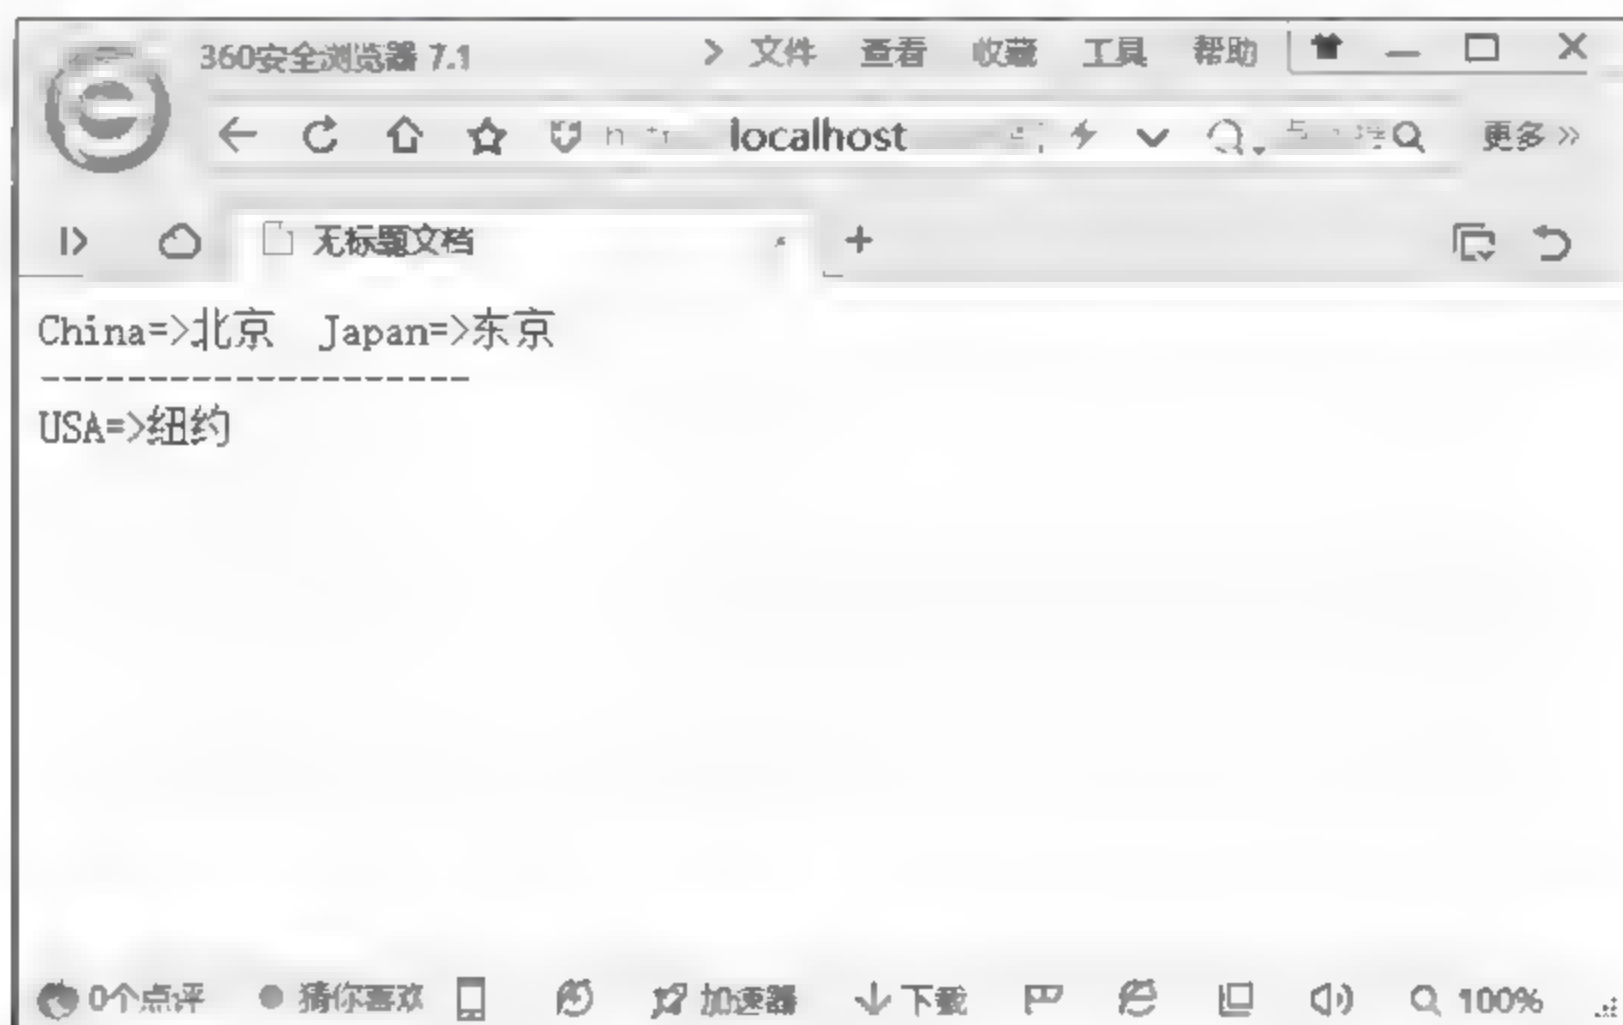 360安全浏览器 7.1 文件 查看 收藏 工具 帮助
localhost 更多 »
无标题文档
China=>北京 Japan=>东京
--------------------
USA=>纽约
0个点评 猜你喜欢 加速器 下载 100%